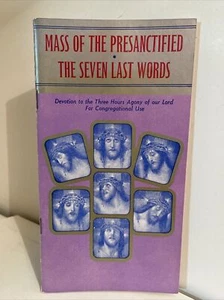 MASS OF THE PRESANCTIFIED
•
THE SEVEN LAST WORDS
Devotion to the Three Hours Agony of our Lord
For Congregational Use